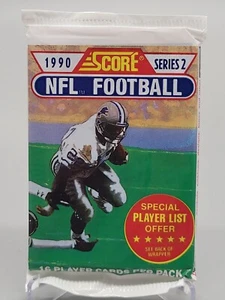 1990 SCORE SERIES 2
NFL FOOTBALL
SPECIAL
PLAYER LIST
OFFER
SEE BACK OF
WRAPPER
16 PLAYER CARDS PER PACK